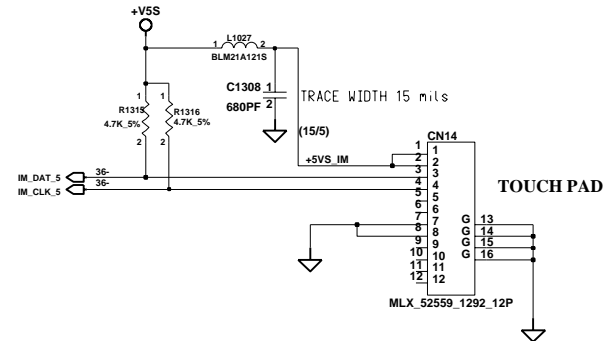 +V5S
L1027
1 2
BLM21A121S
C1308 1
2
680PF
TRACE WIDTH 15 mils
(15/5)
1 1
R1315 R1316
4.7K_5% 4.7K_5%
2 2
+5VS_IM
CN14
IM_DAT_5 36-
IM_CLK_5 36-
1 1
2 2
3 3
4 4
5 5
6 6
7 7
8 8
9 9
10 10
11 11
12 12
G 13
G 14
G 15
G 16
TOUCH PAD
MLX_52559_1292_12P